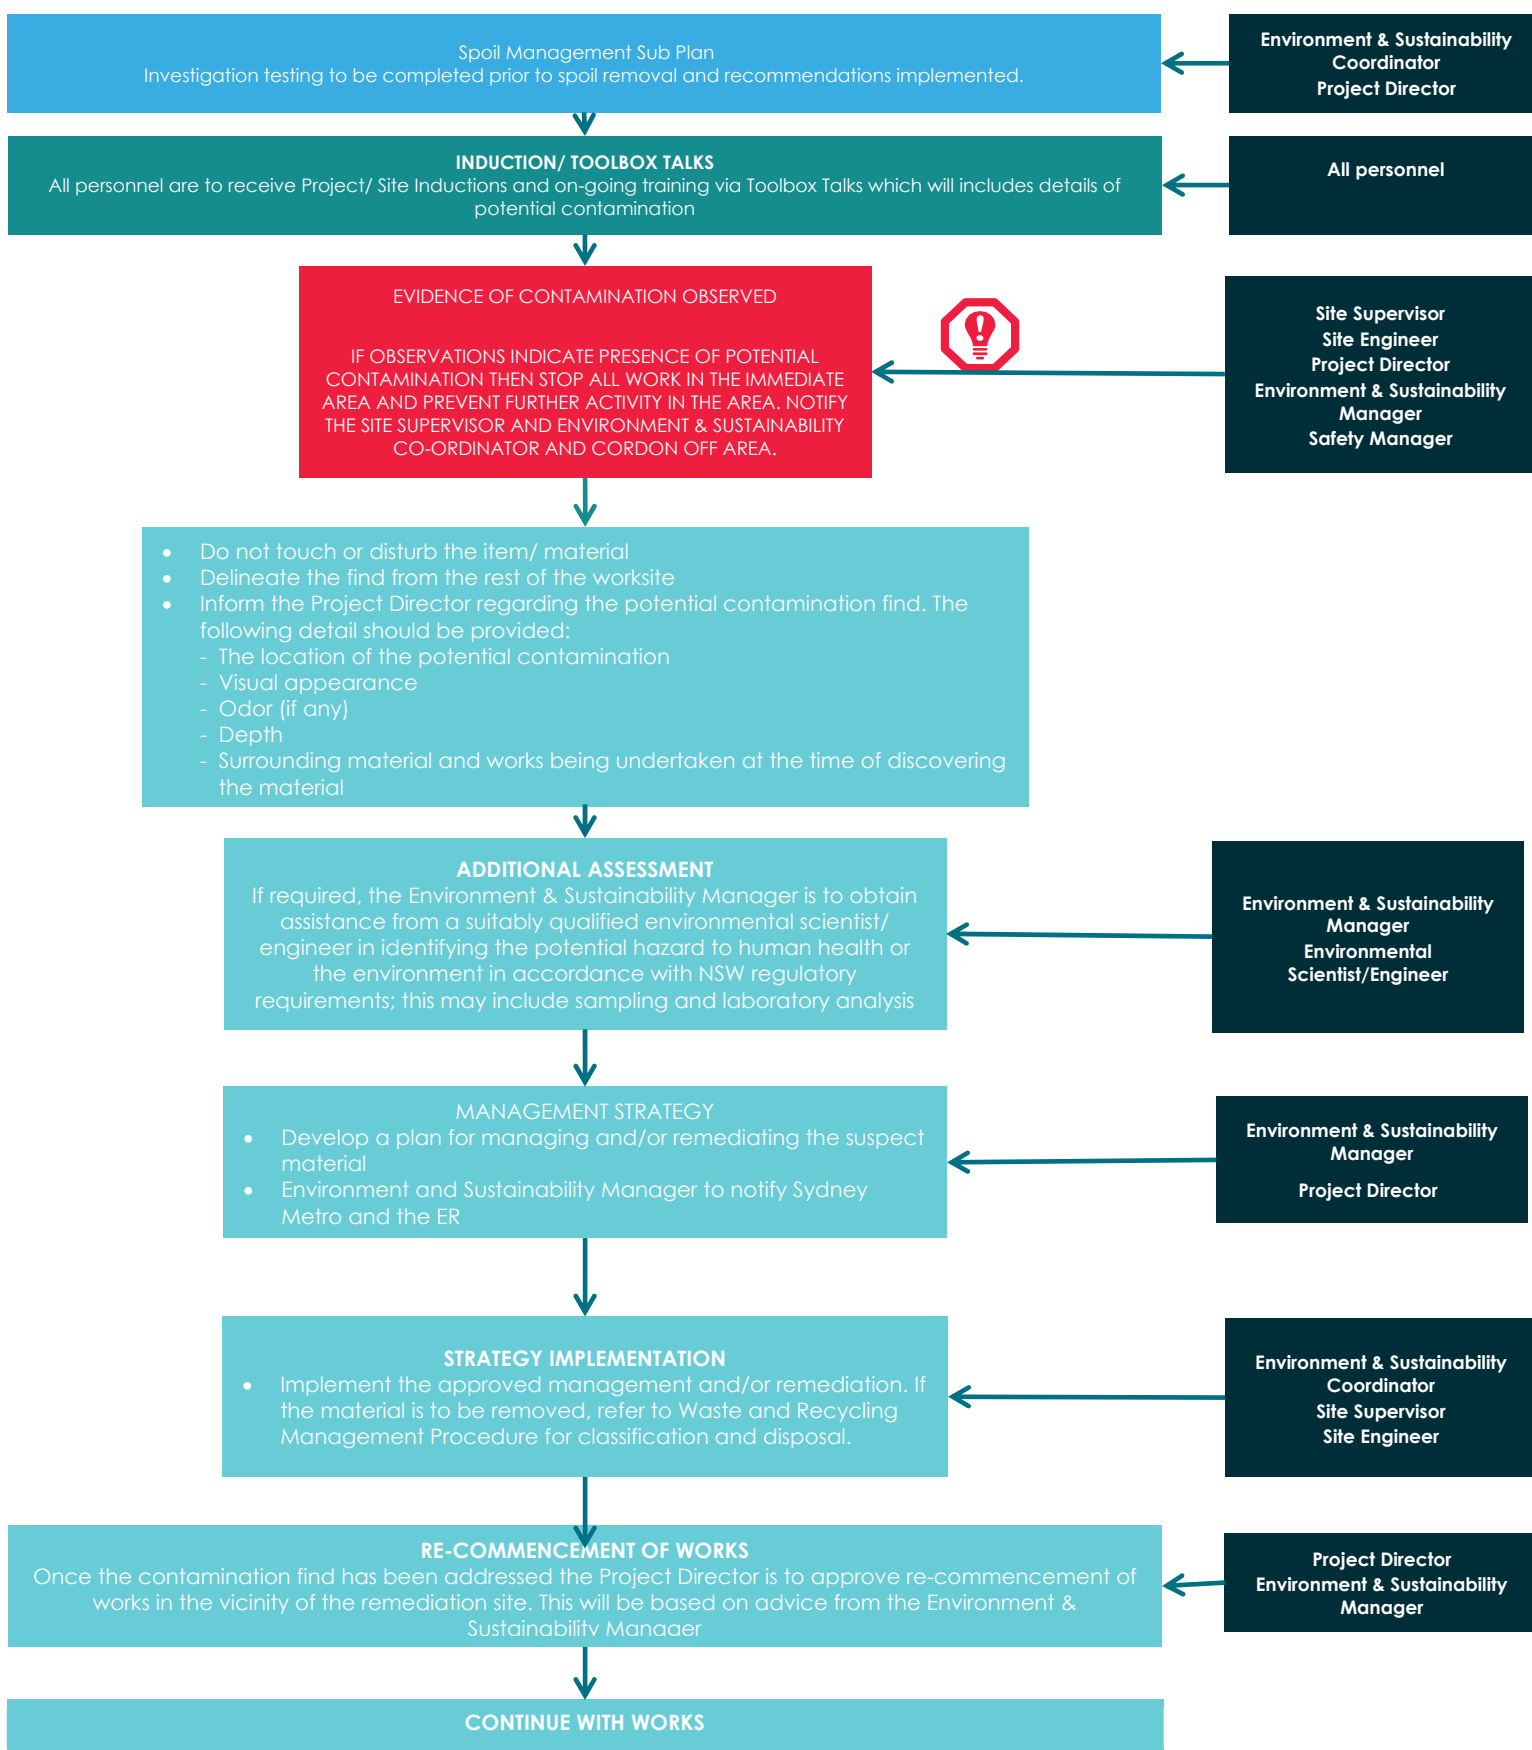 Spoil Management Sub Plan
Investigation testing to be completed prior to spoil removal and recommendations implemented.
Environment & Sustainability
Coordinator
Project Director
INDUCTION/ TOOLBOX TALKS
All personnel are to receive Project/ Site Inductions and on-going training via Toolbox Talks which will includes details of
potential contamination
All personnel
EVIDENCE OF CONTAMINATION OBSERVED
IF OBSERVATIONS INDICATE PRESENCE OF POTENTIAL
CONTAMINATION THEN STOP ALL WORK IN THE IMMEDIATE
AREA AND PREVENT FURTHER ACTIVITY IN THE AREA. NOTIFY
THE SITE SUPERVISOR AND ENVIRONMENT & SUSTAINABILITY
CO-ORDINATOR AND CORDON OFF AREA.
Site Supervisor
Site Engineer
Project Director
Environment & Sustainability
Manager
Safety Manager
• Do not touch or disturb the item/ material
• Delineate the find from the rest of the worksite
• Inform the Project Director regarding the potential contamination find. The
following detail should be provided:
- The location of the potential contamination
- Visual appearance
- Odor (if any)
- Depth
- Surrounding material and works being undertaken at the time of discovering
the material
ADDITIONAL ASSESSMENT
If required, the Environment & Sustainability Manager is to obtain
assistance from a suitably qualified environmental scientist/
engineer in identifying the potential hazard to human health or
the environment in accordance with NSW regulatory
requirements; this may include sampling and laboratory analysis
Environment & Sustainability
Manager
Environmental
Scientist/Engineer
MANAGEMENT STRATEGY
• Develop a plan for managing and/or remediating the suspect
material
• Environment and Sustainability Manager to notify Sydney
Metro and the ER
Environment & Sustainability
Manager
Project Director
STRATEGY IMPLEMENTATION
• Implement the approved management and/or remediation. If
the material is to be removed, refer to Waste and Recycling
Management Procedure for classification and disposal.
Environment & Sustainability
Coordinator
Site Supervisor
Site Engineer
RE-COMMENCEMENT OF WORKS
Once the contamination find has been addressed the Project Director is to approve re-commencement of
works in the vicinity of the remediation site. This will be based on advice from the Environment &
Sustainability Manager
Project Director
Environment & Sustainability
Manager
CONTINUE WITH WORKS